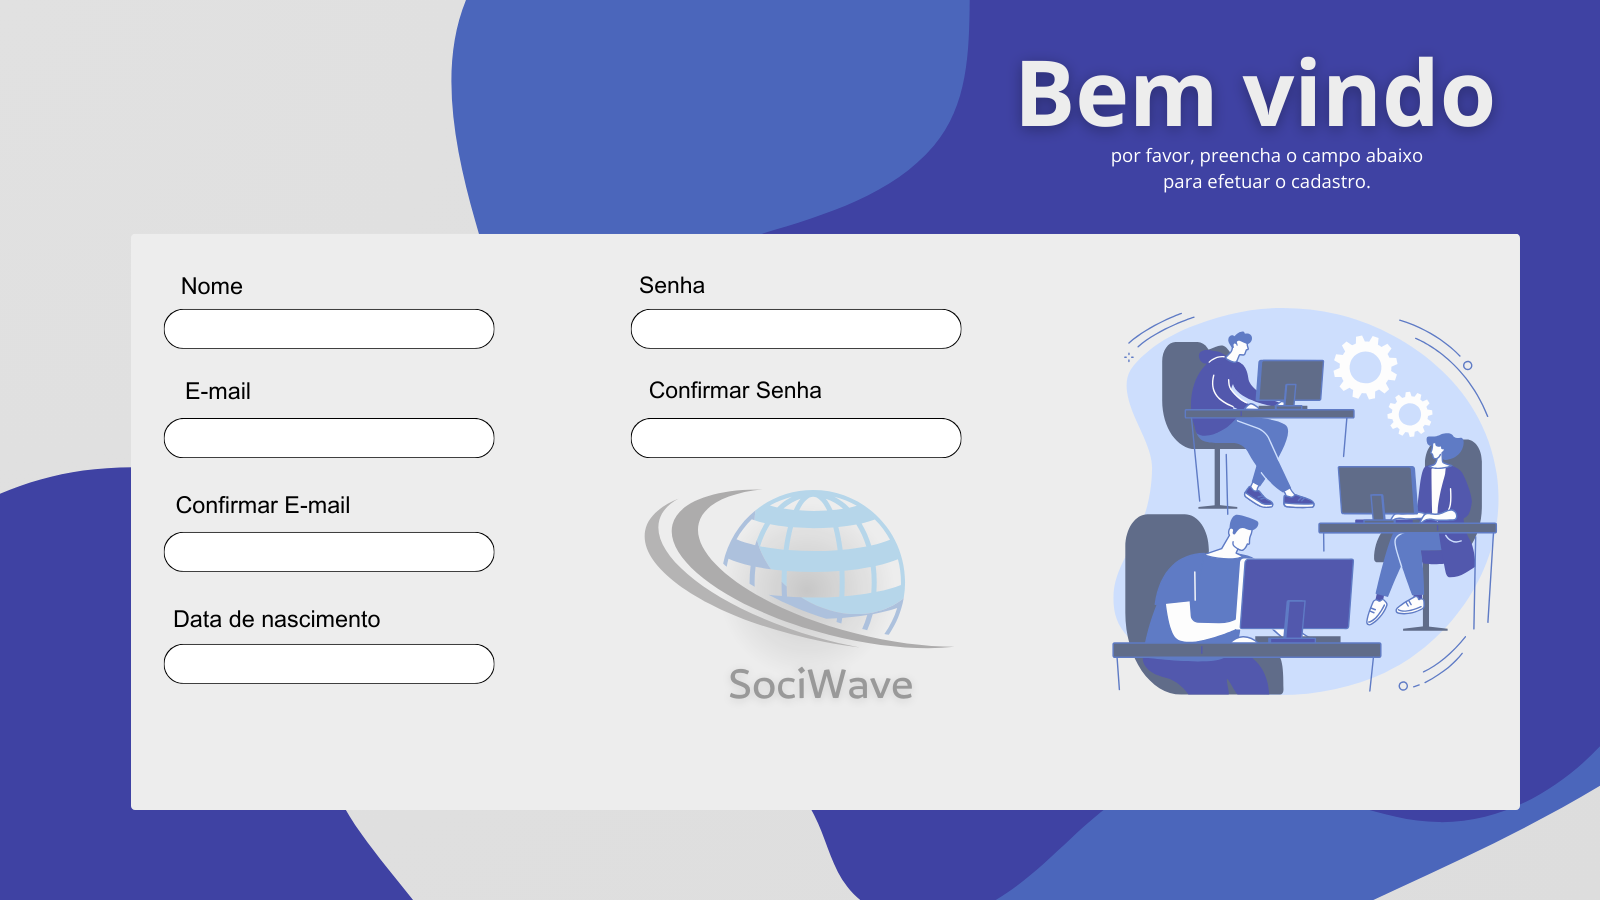 Bem vindo
por favor, preencha o campo abaixo
para efetuar o cadastro.
Nome
Senha
E-mail
Confirmar Senha
Confirmar E-mail
Data de nascimento
SociWave